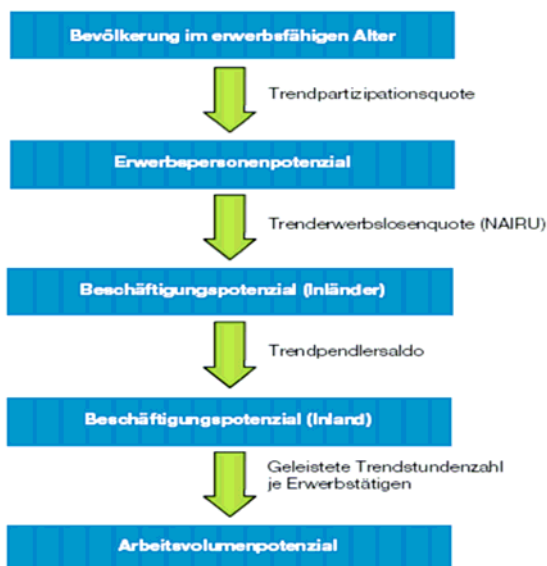 Bevölkerung im erwerbsfähigen Alter
Trendpartizipationsquote
Erwerbspersonenpotenzial
Trenderwerbslosenquote (NAIRU)
Beschäftigungspotenzial (Inländer)
Trendpendlersaldo
Beschäftigungspotenzial (Inland)
Geleistete Trendstundenzahl
je Erwerbstätigen
Arbeitsvolumenpotenzial